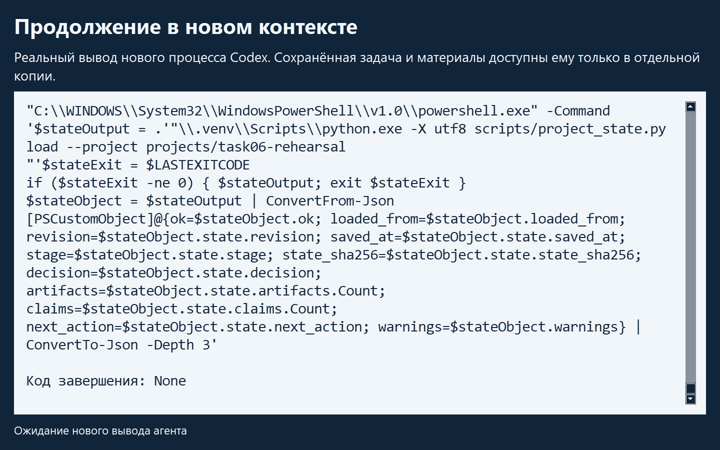 Продолжение в новом контексте
Реальный вывод нового процесса Codex. Сохранённая задача и материалы доступны ему только в отдельной
копии.
"C:\\WINDOWS\\System32\\WindowsPowerShell\\v1.0\\powershell.exe" -Command
'$stateOutput = .'"\\.venv\\Scripts\\python.exe -X utf8 scripts/project_state.py
load --project projects/task06-rehearsal
"'$stateExit = $LASTEXITCODE
if ($stateExit -ne 0) { $stateOutput; exit $stateExit }
$stateObject = $stateOutput | ConvertFrom-Json
[PSCustomObject]@{ok=$stateObject.ok; loaded_from=$stateObject.loaded_from;
revision=$stateObject.state.revision; saved_at=$stateObject.state.saved_at;
stage=$stateObject.state.stage; state_sha256=$stateObject.state.state_sha256;
decision=$stateObject.state.decision;
artifacts=$stateObject.state.artifacts.Count;
claims=$stateObject.state.claims.Count;
next_action=$stateObject.state.next_action; warnings=$stateObject.warnings} |
ConvertTo-Json -Depth 3'
Код завершения: None
Ожидание нового вывода агента